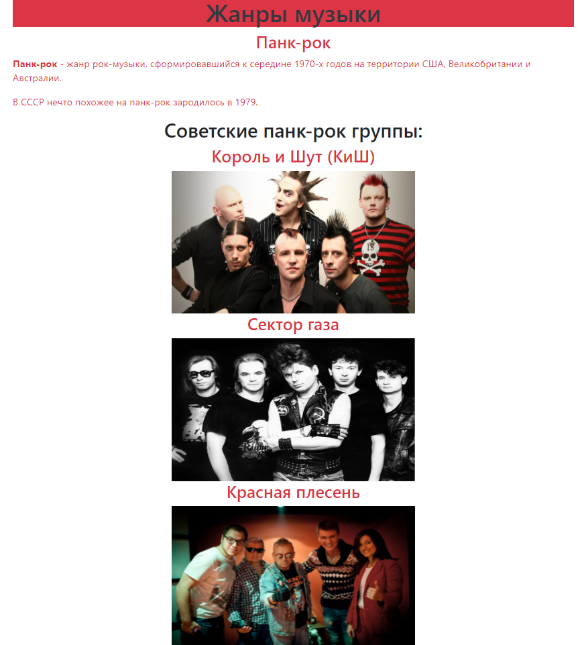 Жанры музыки
Панк-рок
Панк-рок - жанр рок-музыки, сформировавшийся к середине 1970-х годов на территории США, Великобритании и
Австралии.
В СССР нечто похожее на панк-рок зародилось в 1979.
Советские панк-рок группы:
Король и Шут (КиШ)
Сектор газа
Красная плесень